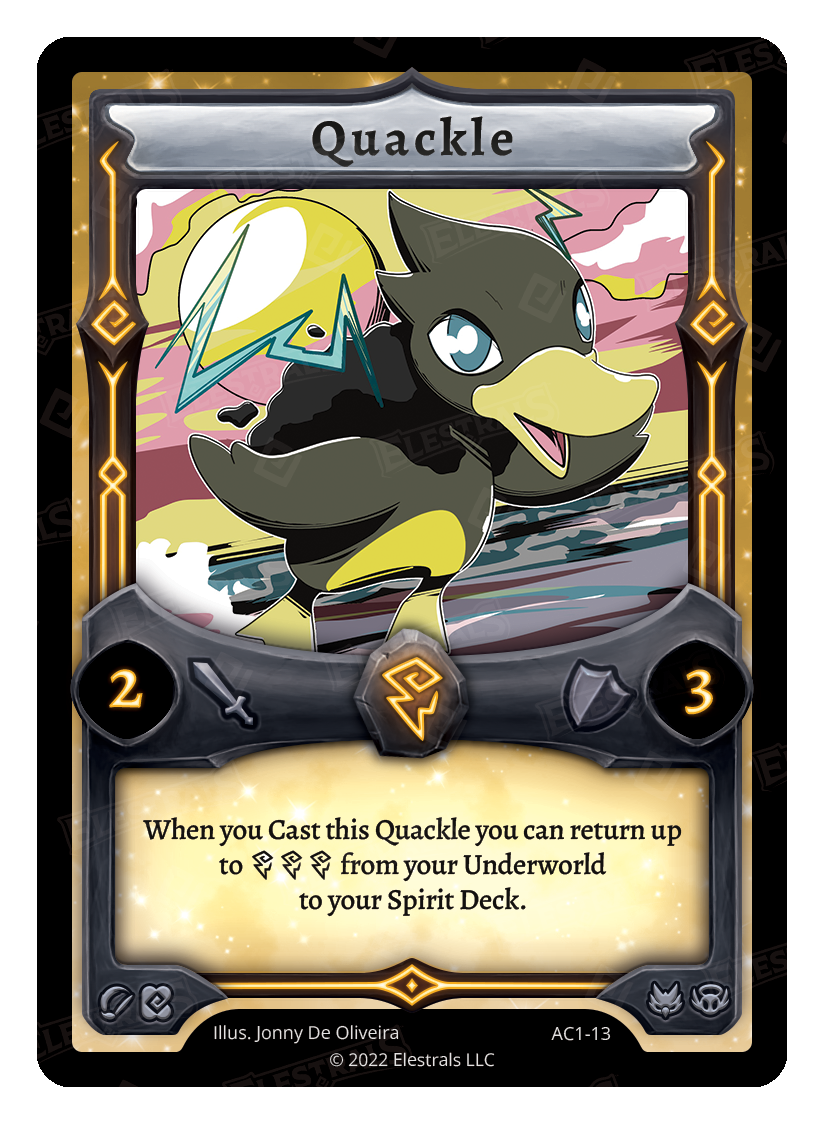 Quackle
2
3
When you Cast this Quackle you can return up
to from your Underworld
to your Spirit Deck.
Illus. Jonny De Oliveira
AC1-13
© 2022 Elestrals LLC
ELESTRALS